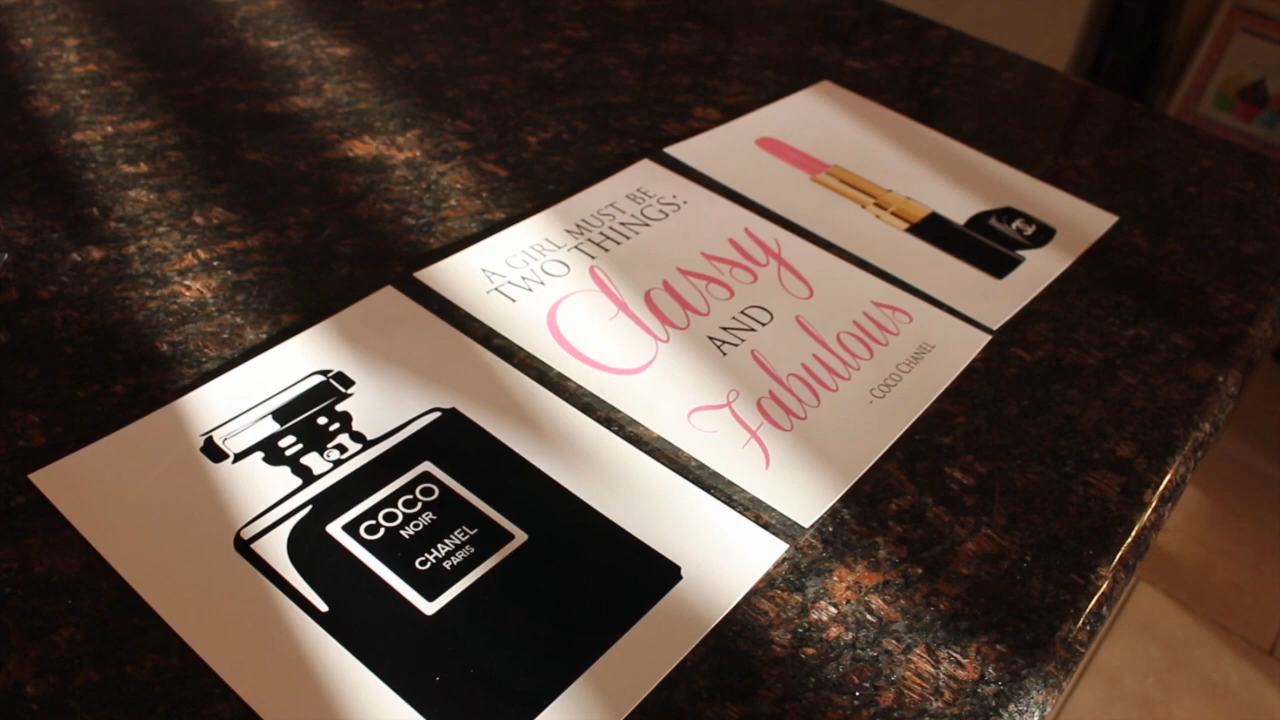 COCO
NOIR
CHANEL
PARIS
A GIRL MUST BE
TWO THINGS:
Classy
AND
Fabulous
- COCO CHANEL